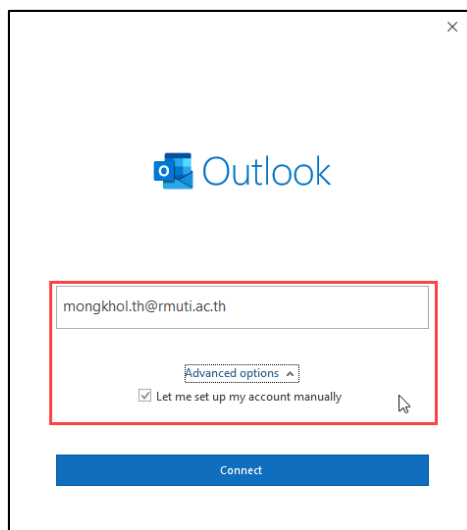 Outlook
mongkhol.th@rmuti.ac.th
Advanced options
Let me set up my account manually
Connect